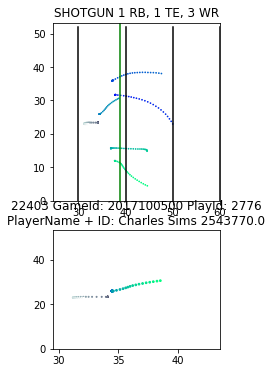 SHOTGUN 1 RB, 1 TE, 3 WR
50
40
30
20
10
0
30 40 50 60
22403 GameId: 2017100500 PlayId: 2776
PlayerName + ID: Charles Sims 2543770.0
40
20
0
30 35 40